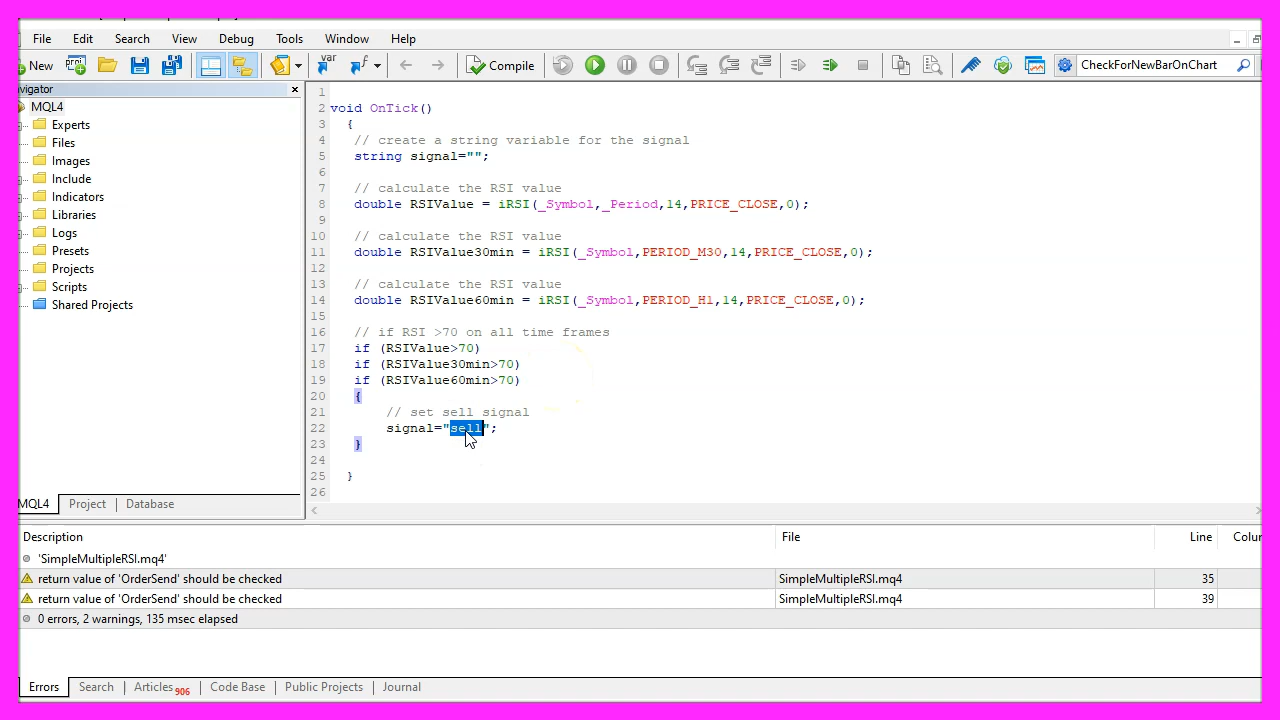 File Edit Search View Debug Tools Window Help
New Compile CheckForNewBarOnChart
avigator
MQL4
Experts
Files
Images
Include
Indicators
Libraries
Logs
Presets
Projects
Scripts
Shared Projects
MQL4 Project Database
1
2 void OnTick()
3 {
4 // create a string variable for the signal
5 string signal="";
6
7 // calculate the RSI value
8 double RSIValue = iRSI(_Symbol,_Period,14,PRICE_CLOSE,0);
9
10 // calculate the RSI value
11 double RSIValue30min = iRSI(_Symbol,PERIOD_M30,14,PRICE_CLOSE,0);
12
13 // calculate the RSI value
14 double RSIValue60min = iRSI(_Symbol,PERIOD_H1,14,PRICE_CLOSE,0);
15
16 // if RSI >70 on all time frames
17 if (RSIValue>70)
18 if (RSIValue30min>70)
19 if (RSIValue60min>70)
20 {
21 // set sell signal
22 signal="sell";
23 }
24
25 }
26
Description File Line Colur
'SimpleMultipleRSI.mq4'
return value of 'OrderSend' should be checked SimpleMultipleRSI.mq4 35
return value of 'OrderSend' should be checked SimpleMultipleRSI.mq4 39
0 errors, 2 warnings, 135 msec elapsed
Errors Search Articles 906 Code Base Public Projects Journal